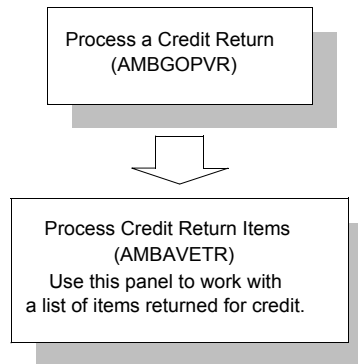 Process a Credit Return
(AMBGOPVR)
Process Credit Return Items
(AMBAVETR)
Use this panel to work with
a list of items returned for credit.